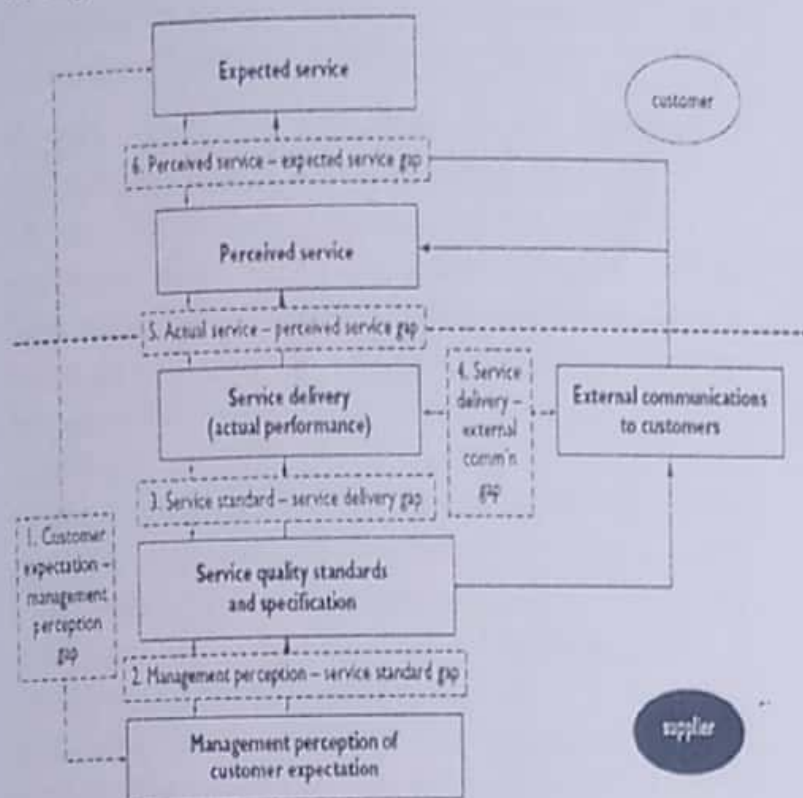 Expected service
customer
6. Perceived service – expected service gap
Perceived service
5. Actual service – perceived service gap
Service delivery
(actual performance)
4. Service
delivery –
external
comm'n
gap
External communications
to customers
3. Service standard – service delivery gap
1. Customer
expectation –
management
perception
gap
Service quality standards
and specification
2. Management perception – service standard gap
supplier
Management perception of
customer expectation